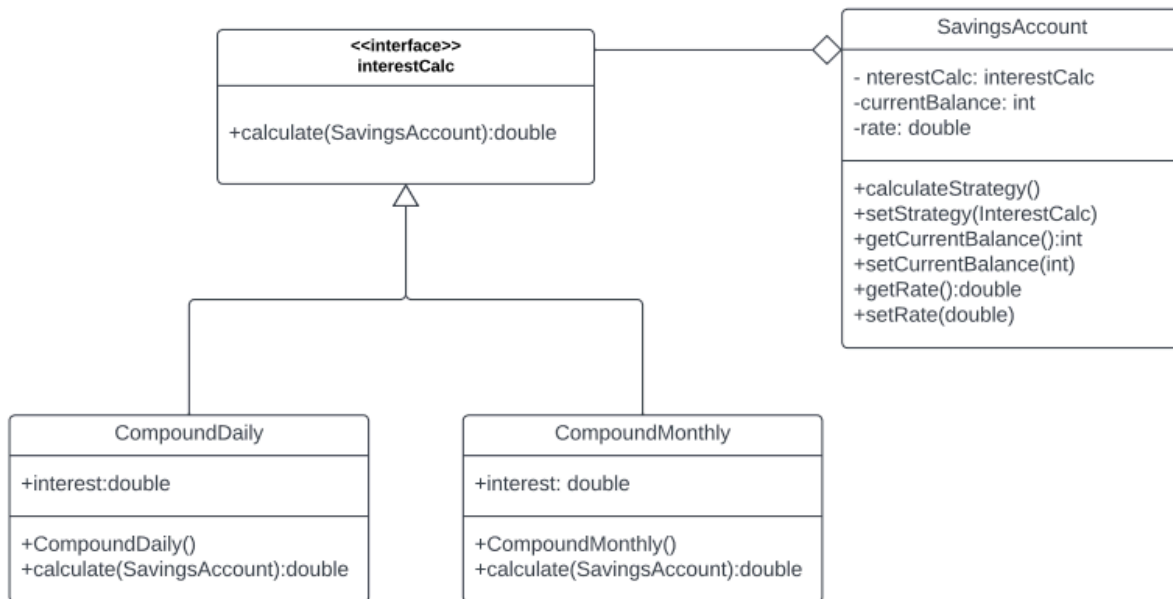 <<interface>>
interestCalc
+calculate(SavingsAccount):double
SavingsAccount
- nterestCalc: interestCalc
-currentBalance: int
-rate: double
+calculateStrategy()
+setStrategy(InterestCalc)
+getCurrentBalance():int
+setCurrentBalance(int)
+getRate():double
+setRate(double)
CompoundDaily
+interest:double
+CompoundDaily()
+calculate(SavingsAccount):double
CompoundMonthly
+interest: double
+CompoundMonthly()
+calculate(SavingsAccount):double